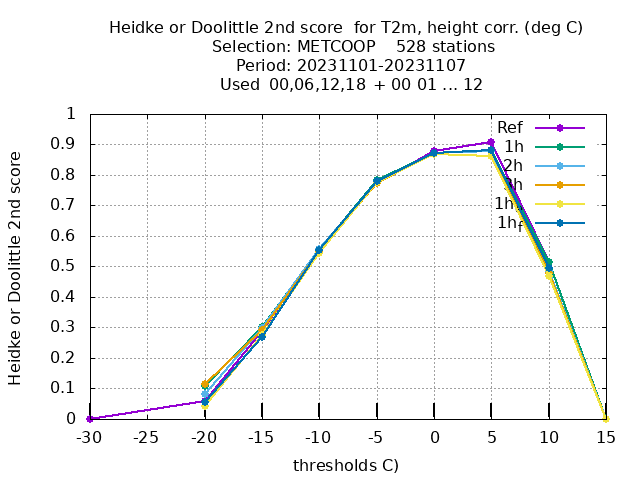 Heidke or Doolittle 2nd score  for T2m, height corr. (deg C)
Selection: METCOOP    528 stations
Period: 20231101-20231107
Used  00,06,12,18  + 00 01 ... 12
Heidke or Doolittle 2nd score
1
0.9
0.8
0.7
0.6
0.5
0.4
0.3
0.2
0.1
0
Ref
1h
2h
1h
1hf
-30
-25
-20
-15
-10
-5
0
5
10
15
thresholds C)